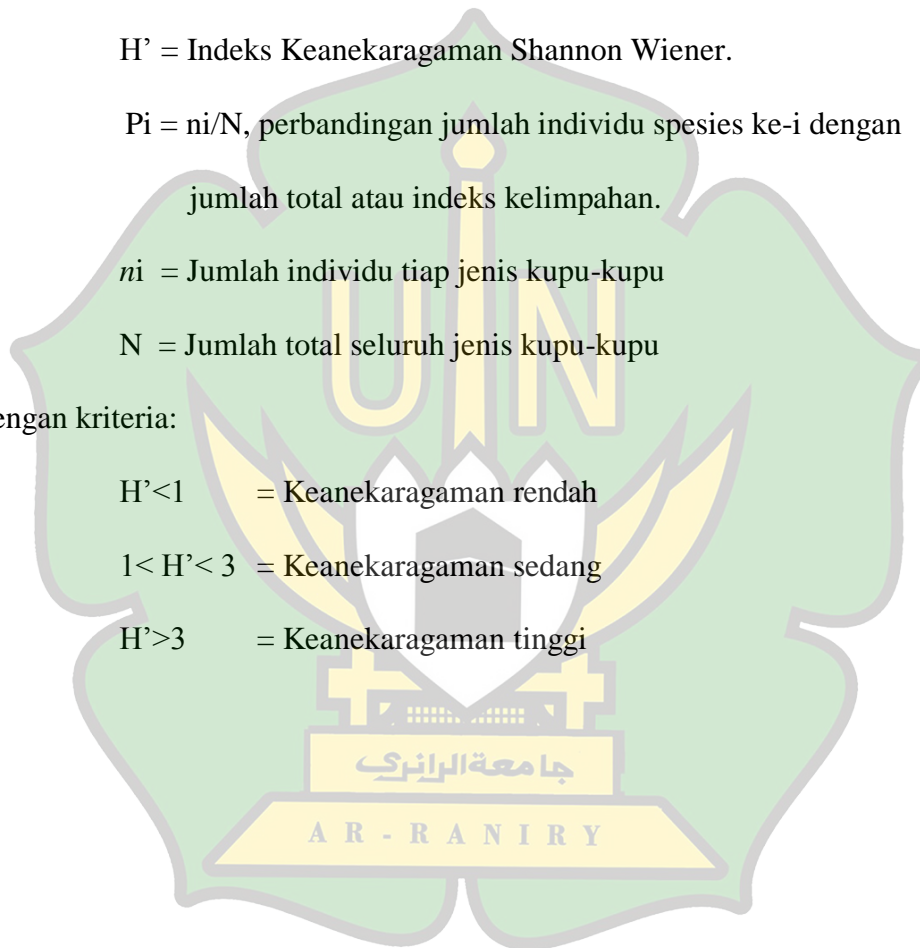 H’ = Indeks Keanekaragaman Shannon Wiener.
Pi = ni/N, perbandingan jumlah individu spesies ke-i dengan
jumlah total atau indeks kelimpahan.
ni = Jumlah individu tiap jenis kupu-kupu
N = Jumlah total seluruh jenis kupu-kupu
engan kriteria:
H’<1 = Keanekaragaman rendah
1< H’< 3 = Keanekaragaman sedang
H’>3 = Keanekaragaman tinggi
UIN
جامعة الرانري
AR-RANIRY